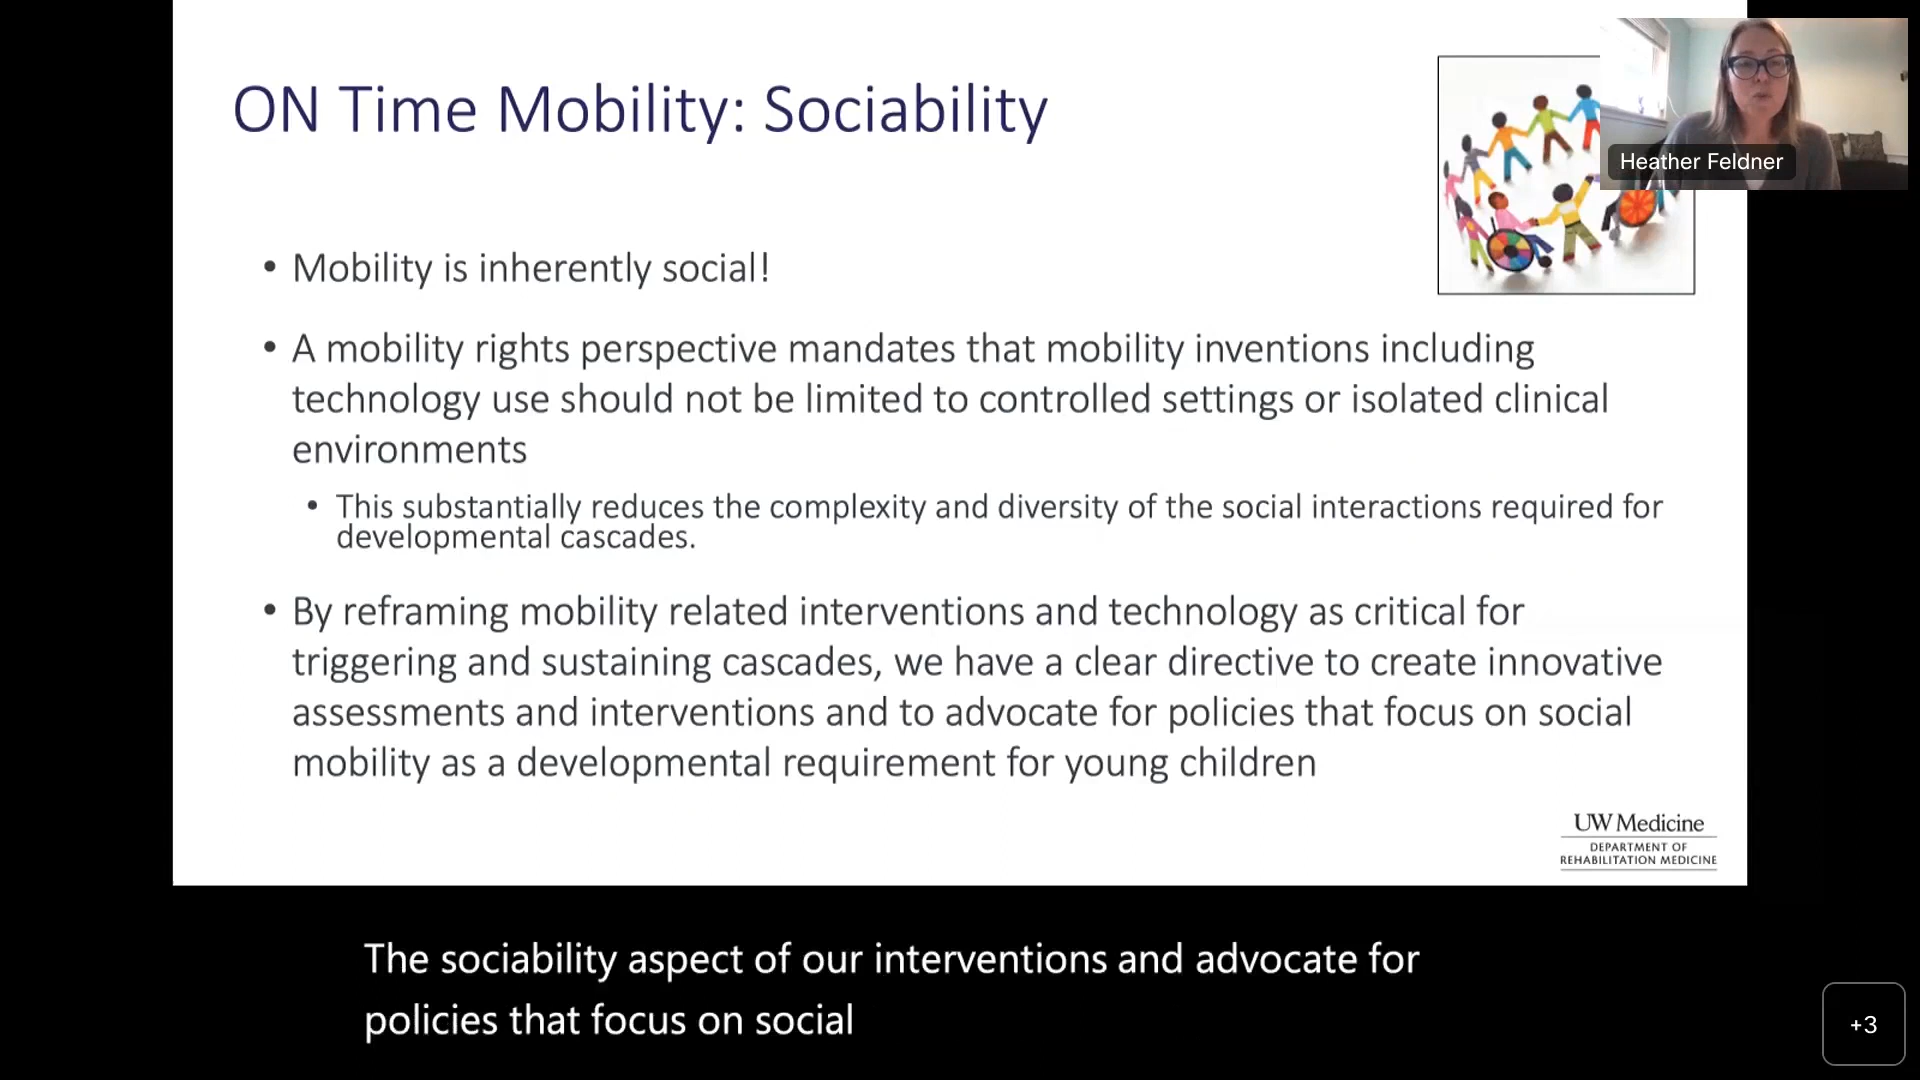 ON Time Mobility: Sociability
Heather Feldner
• Mobility is inherently social!
• A mobility rights perspective mandates that mobility inventions including
technology use should not be limited to controlled settings or isolated clinical
environments
• This substantially reduces the complexity and diversity of the social interactions required for
developmental cascades.
• By reframing mobility related interventions and technology as critical for
triggering and sustaining cascades, we have a clear directive to create innovative
assessments and interventions and to advocate for policies that focus on social
mobility as a developmental requirement for young children
UW Medicine
DEPARTMENT OF
REHABILITATION MEDICINE
The sociability aspect of our interventions and advocate for
policies that focus on social
+3